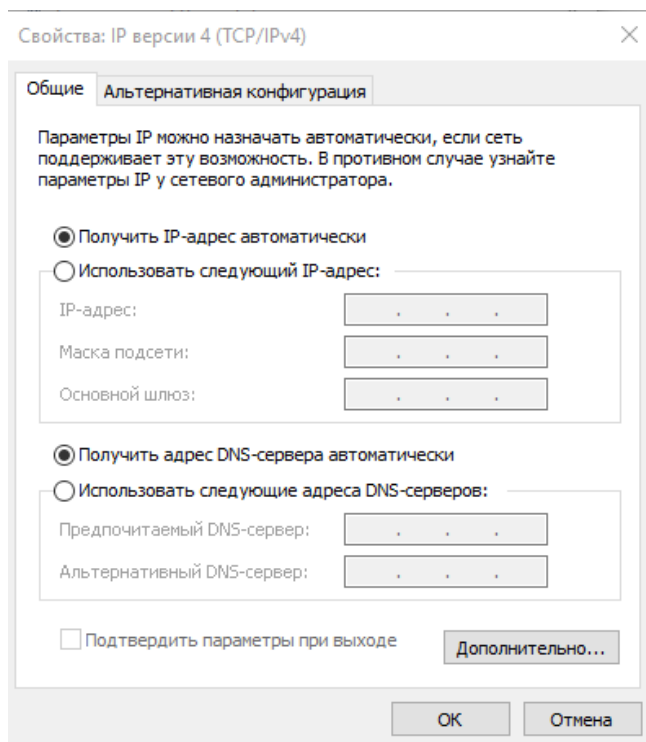 Свойства: IP версии 4 (TCP/IPv4)
Общие
Альтернативная конфигурация
Параметры IP можно назначать автоматически, если сеть
поддерживает эту возможность. В противном случае узнайте
параметры IP у сетевого администратора.
Получить IP-адрес автоматически
Использовать следующий IP-адрес:
IP-адрес:
Маска подсети:
Основной шлюз:
Получить адрес DNS-сервера автоматически
Использовать следующие адреса DNS-серверов:
Предпочитаемый DNS-сервер:
Альтернативный DNS-сервер:
Подтвердить параметры при выходе
Дополнительно...
ОК
Отмена